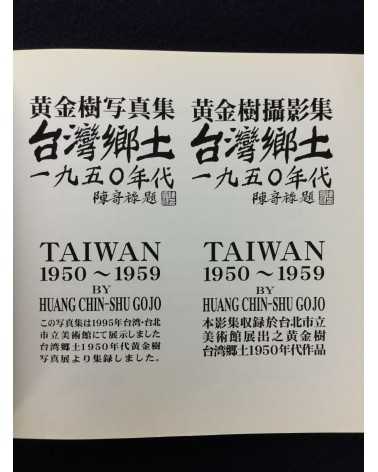 黄金樹写真集
台灣鄉土
一九五〇年代
陳奇祿題
TAIWAN
1950～1959
BY
HUANG CHIN-SHU GOJO
この写真集は1995年台湾・台北
市立美術館にて展示しました
台湾郷土1950年代黄金樹
写真展より集録しました。
黄金樹攝影集
台灣鄉土
一九五〇年代
陳奇祿題
TAIWAN
1950～1959
BY
HUANG CHIN-SHU GOJO
本影集収録於台北市立
美術館展出之黄金樹
台湾郷土1950年代作品